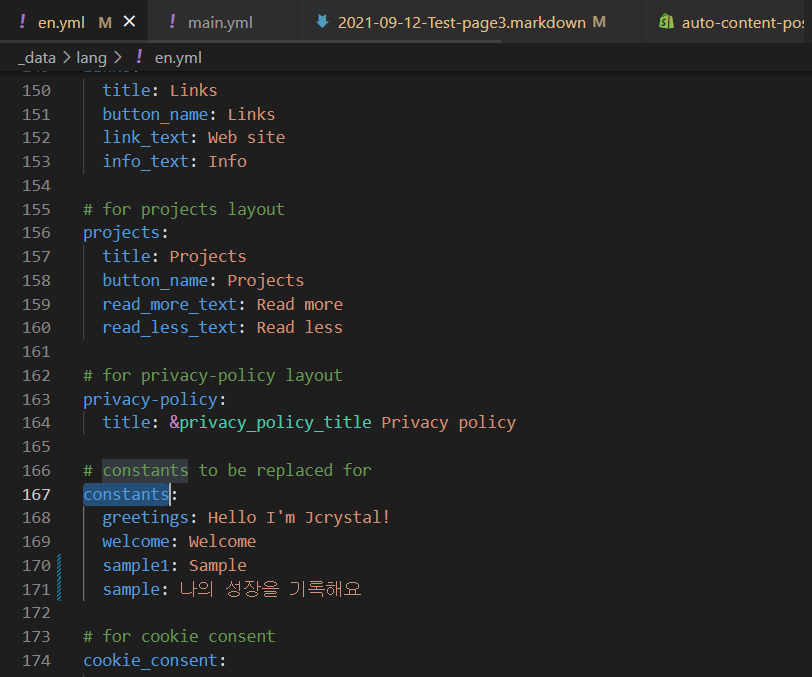 ! en.yml M × ! main.yml 2021-09-12-Test-page3.markdown M auto-content-pos
_data > lang > ! en.yml
150 title: Links
151 button_name: Links
152 link_text: Web site
153 info_text: Info
154
155 # for projects layout
156 projects:
157 title: Projects
158 button_name: Projects
159 read_more_text: Read more
160 read_less_text: Read less
161
162 # for privacy-policy layout
163 privacy-policy:
164 title: &privacy_policy_title Privacy policy
165
166 # constants to be replaced for
167 constants:
168 greetings: Hello I'm Jcrystal!
169 welcome: Welcome
170 sample1: Sample
171 sample: 나의 성장을 기록해요
172
173 # for cookie consent
174 cookie_consent: